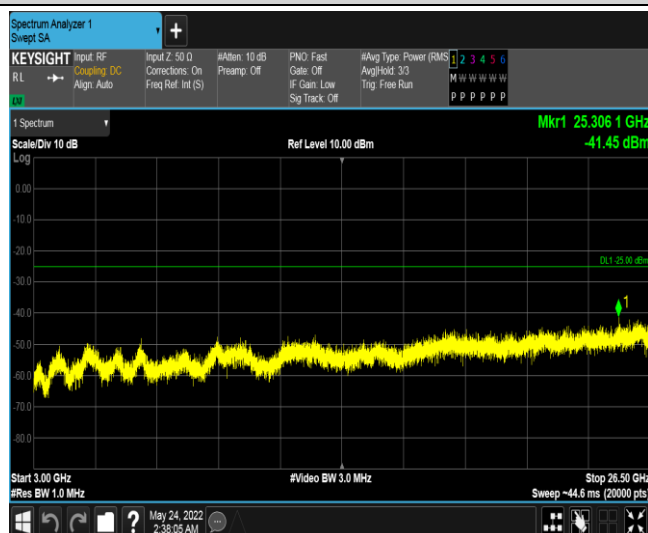 Spectrum Analyzer 1
Swept SA
+
KEYSIGHT Input: RF Input Z: 50 Ω #Atten: 10 dB PNO: Fast #Avg Type: Power (RMS 1 2 3 4 5 6
RL Coupling: DC Corrections: On Preamp: Off Gate: Off Avg|Hold: 3/3 M W W W W W
Align: Auto Freq Ref: Int (S) IF Gain: Low Trig: Free Run
Sig Track: Off P P P P P P
1 Spectrum Mkr1 25.306 1 GHz
Scale/Div 10 dB Ref Level 10.00 dBm -41.45 dBm
Log
0.00
-10.0
-20.0
DL1 -25.00 dBm
-30.0
1
-40.0
-50.0
-60.0
-70.0
-80.0
Start 3.00 GHz #Video BW 3.0 MHz Stop 26.50 GHz
#Res BW 1.0 MHz Sweep ~44.6 ms (20000 pts)
? May 24, 2022
2:38:05 AM